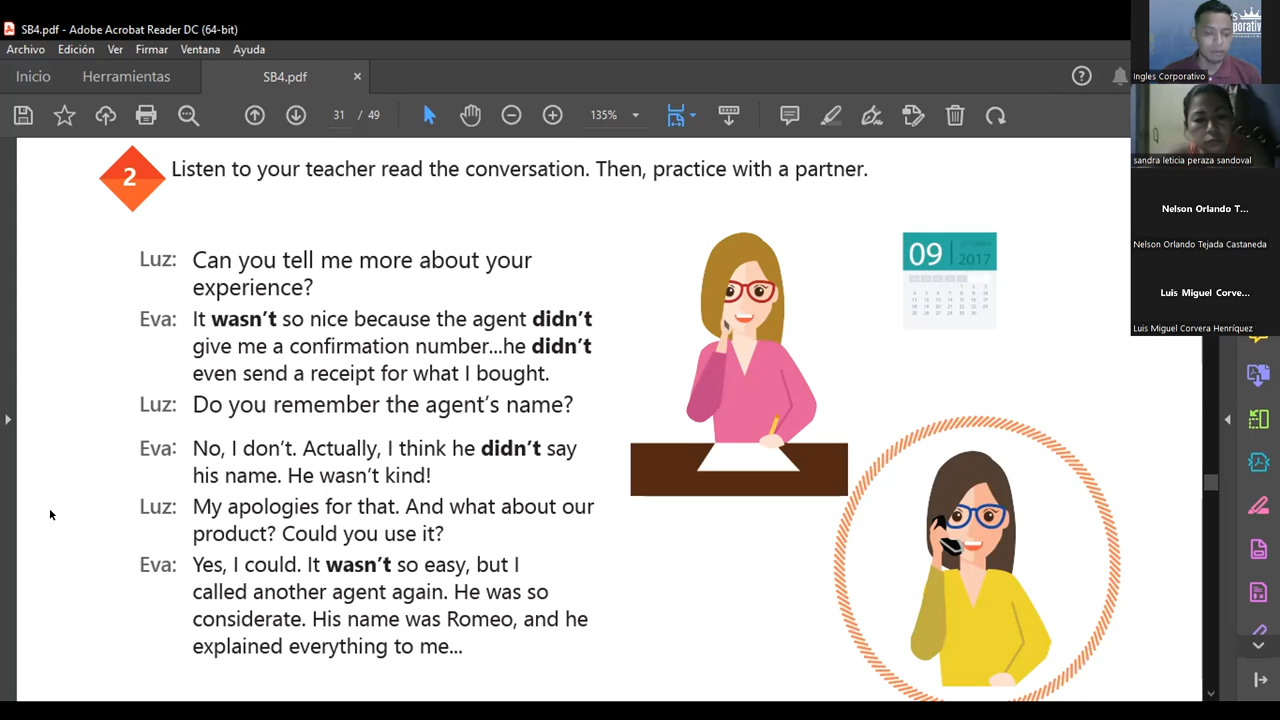 SB4.pdf - Adobe Acrobat Reader DC (64-bit)
Archivo Edición Ver Firmar Ventana Ayuda
Inicio Herramientas SB4.pdf ×
31 / 49 135%
2 Listen to your teacher read the conversation. Then, practice with a partner.
Luz: Can you tell me more about your
experience?
Eva: It wasn't so nice because the agent didn't
give me a confirmation number...he didn't
even send a receipt for what I bought.
Luz: Do you remember the agent's name?
Eva: No, I don't. Actually, I think he didn't say
his name. He wasn't kind!
Luz: My apologies for that. And what about our
product? Could you use it?
Eva: Yes, I could. It wasn't so easy, but I
called another agent again. He was so
considerate. His name was Romeo, and he
explained everything to me...
09
2017
Ingles Corporativo
sandra leticia peraza sandoval
Nelson Orlando T...
Nelson Orlando Tejada Castaneda
Luis Miguel Corve...
Luis Miguel Corvera Henríquez